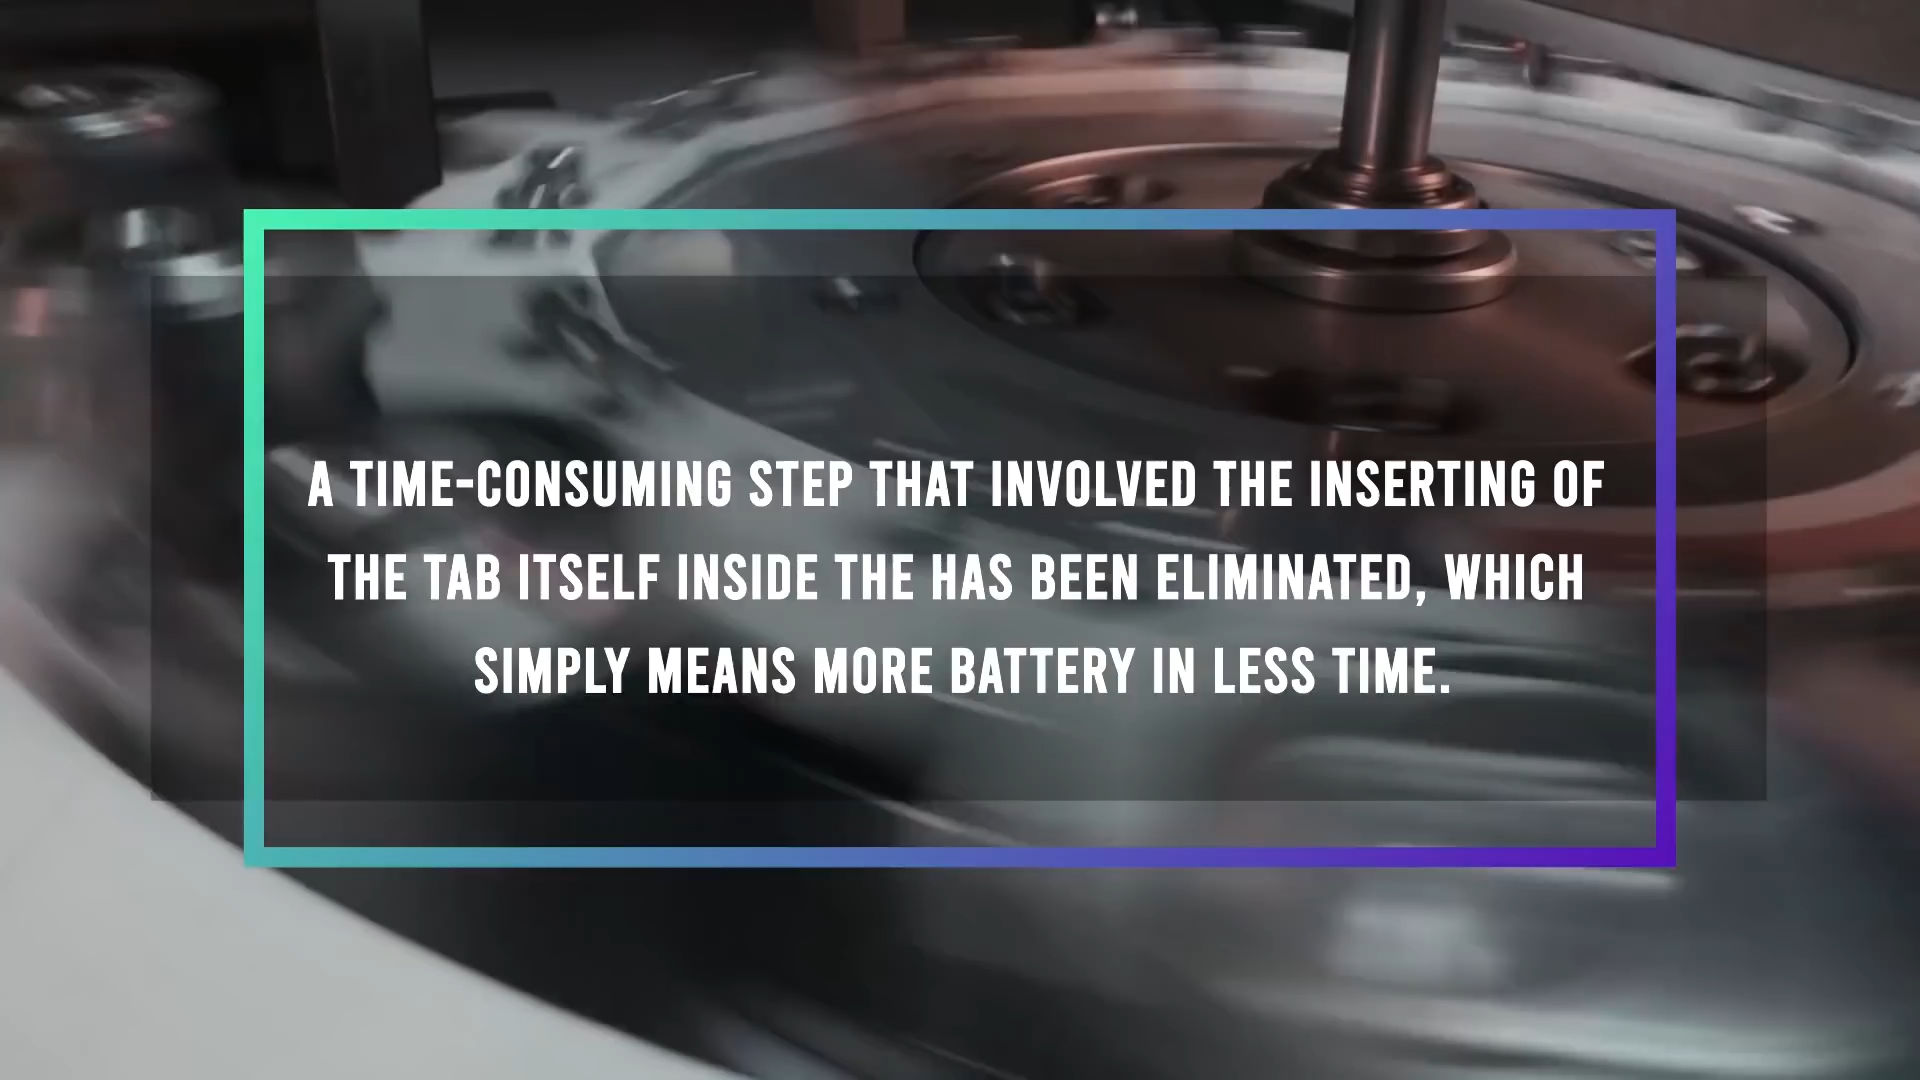 A TIME-CONSUMING STEP THAT INVOLVED THE INSERTING OF
THE TAB ITSELF INSIDE THE HAS BEEN ELIMINATED, WHICH
SIMPLY MEANS MORE BATTERY IN LESS TIME.